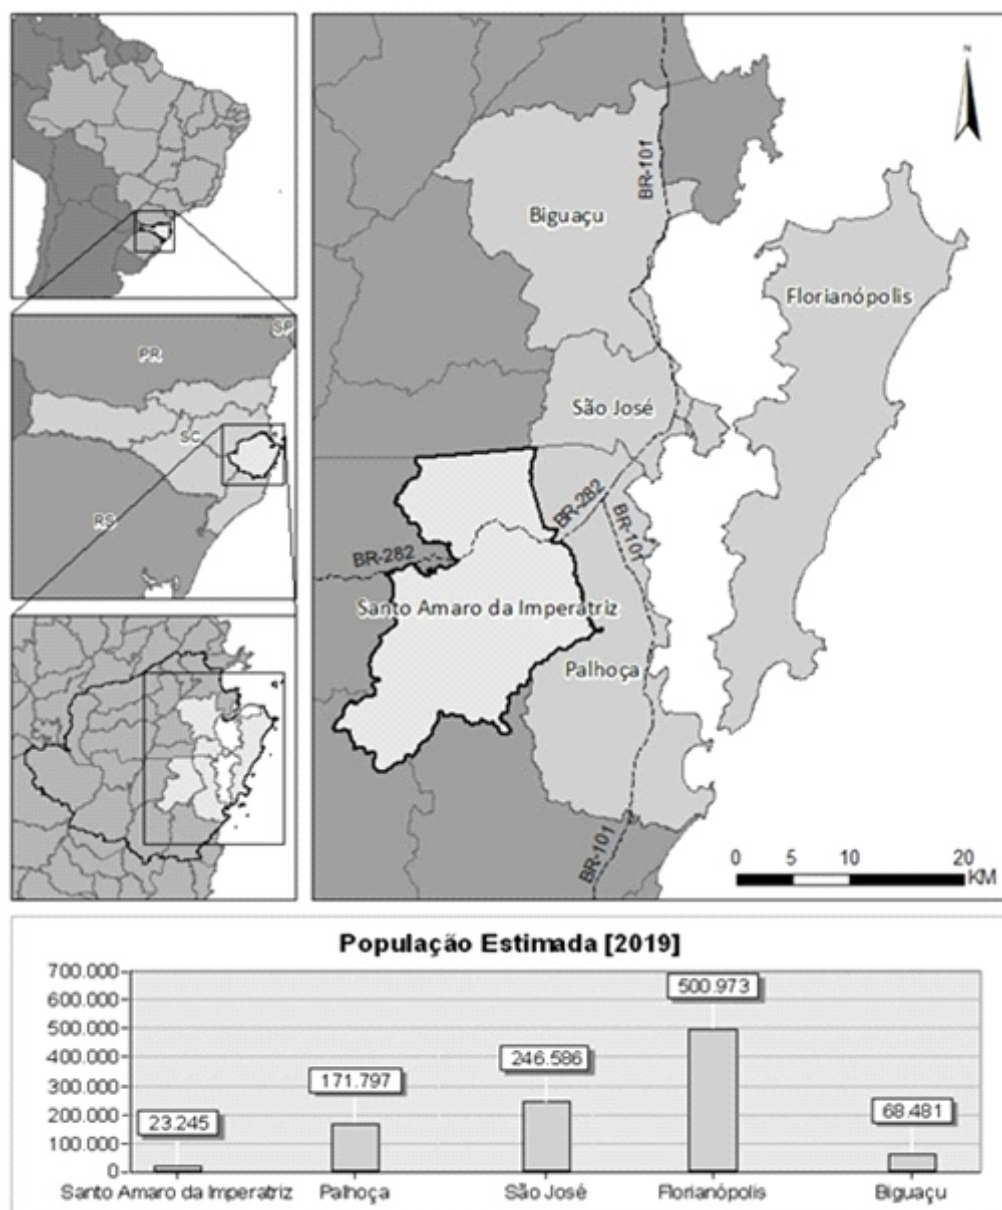 N
BR-101
Biguaçu
Florianópolis
SP
PR
São José
SC
BR-282
RS
BR-101
BR-282
Santo Amaro da Imperatriz
Palhoça
BR-101
0 5 10 20
KM
População Estimada [2019]
700.000
600.000
500.000
400.000
300.000
200.000
100.000
0
23.245
171.797
246.586
500.973
68.481
Santo Amaro da Imperatriz
Palhoça
São José
Florianópolis
Biguaçu